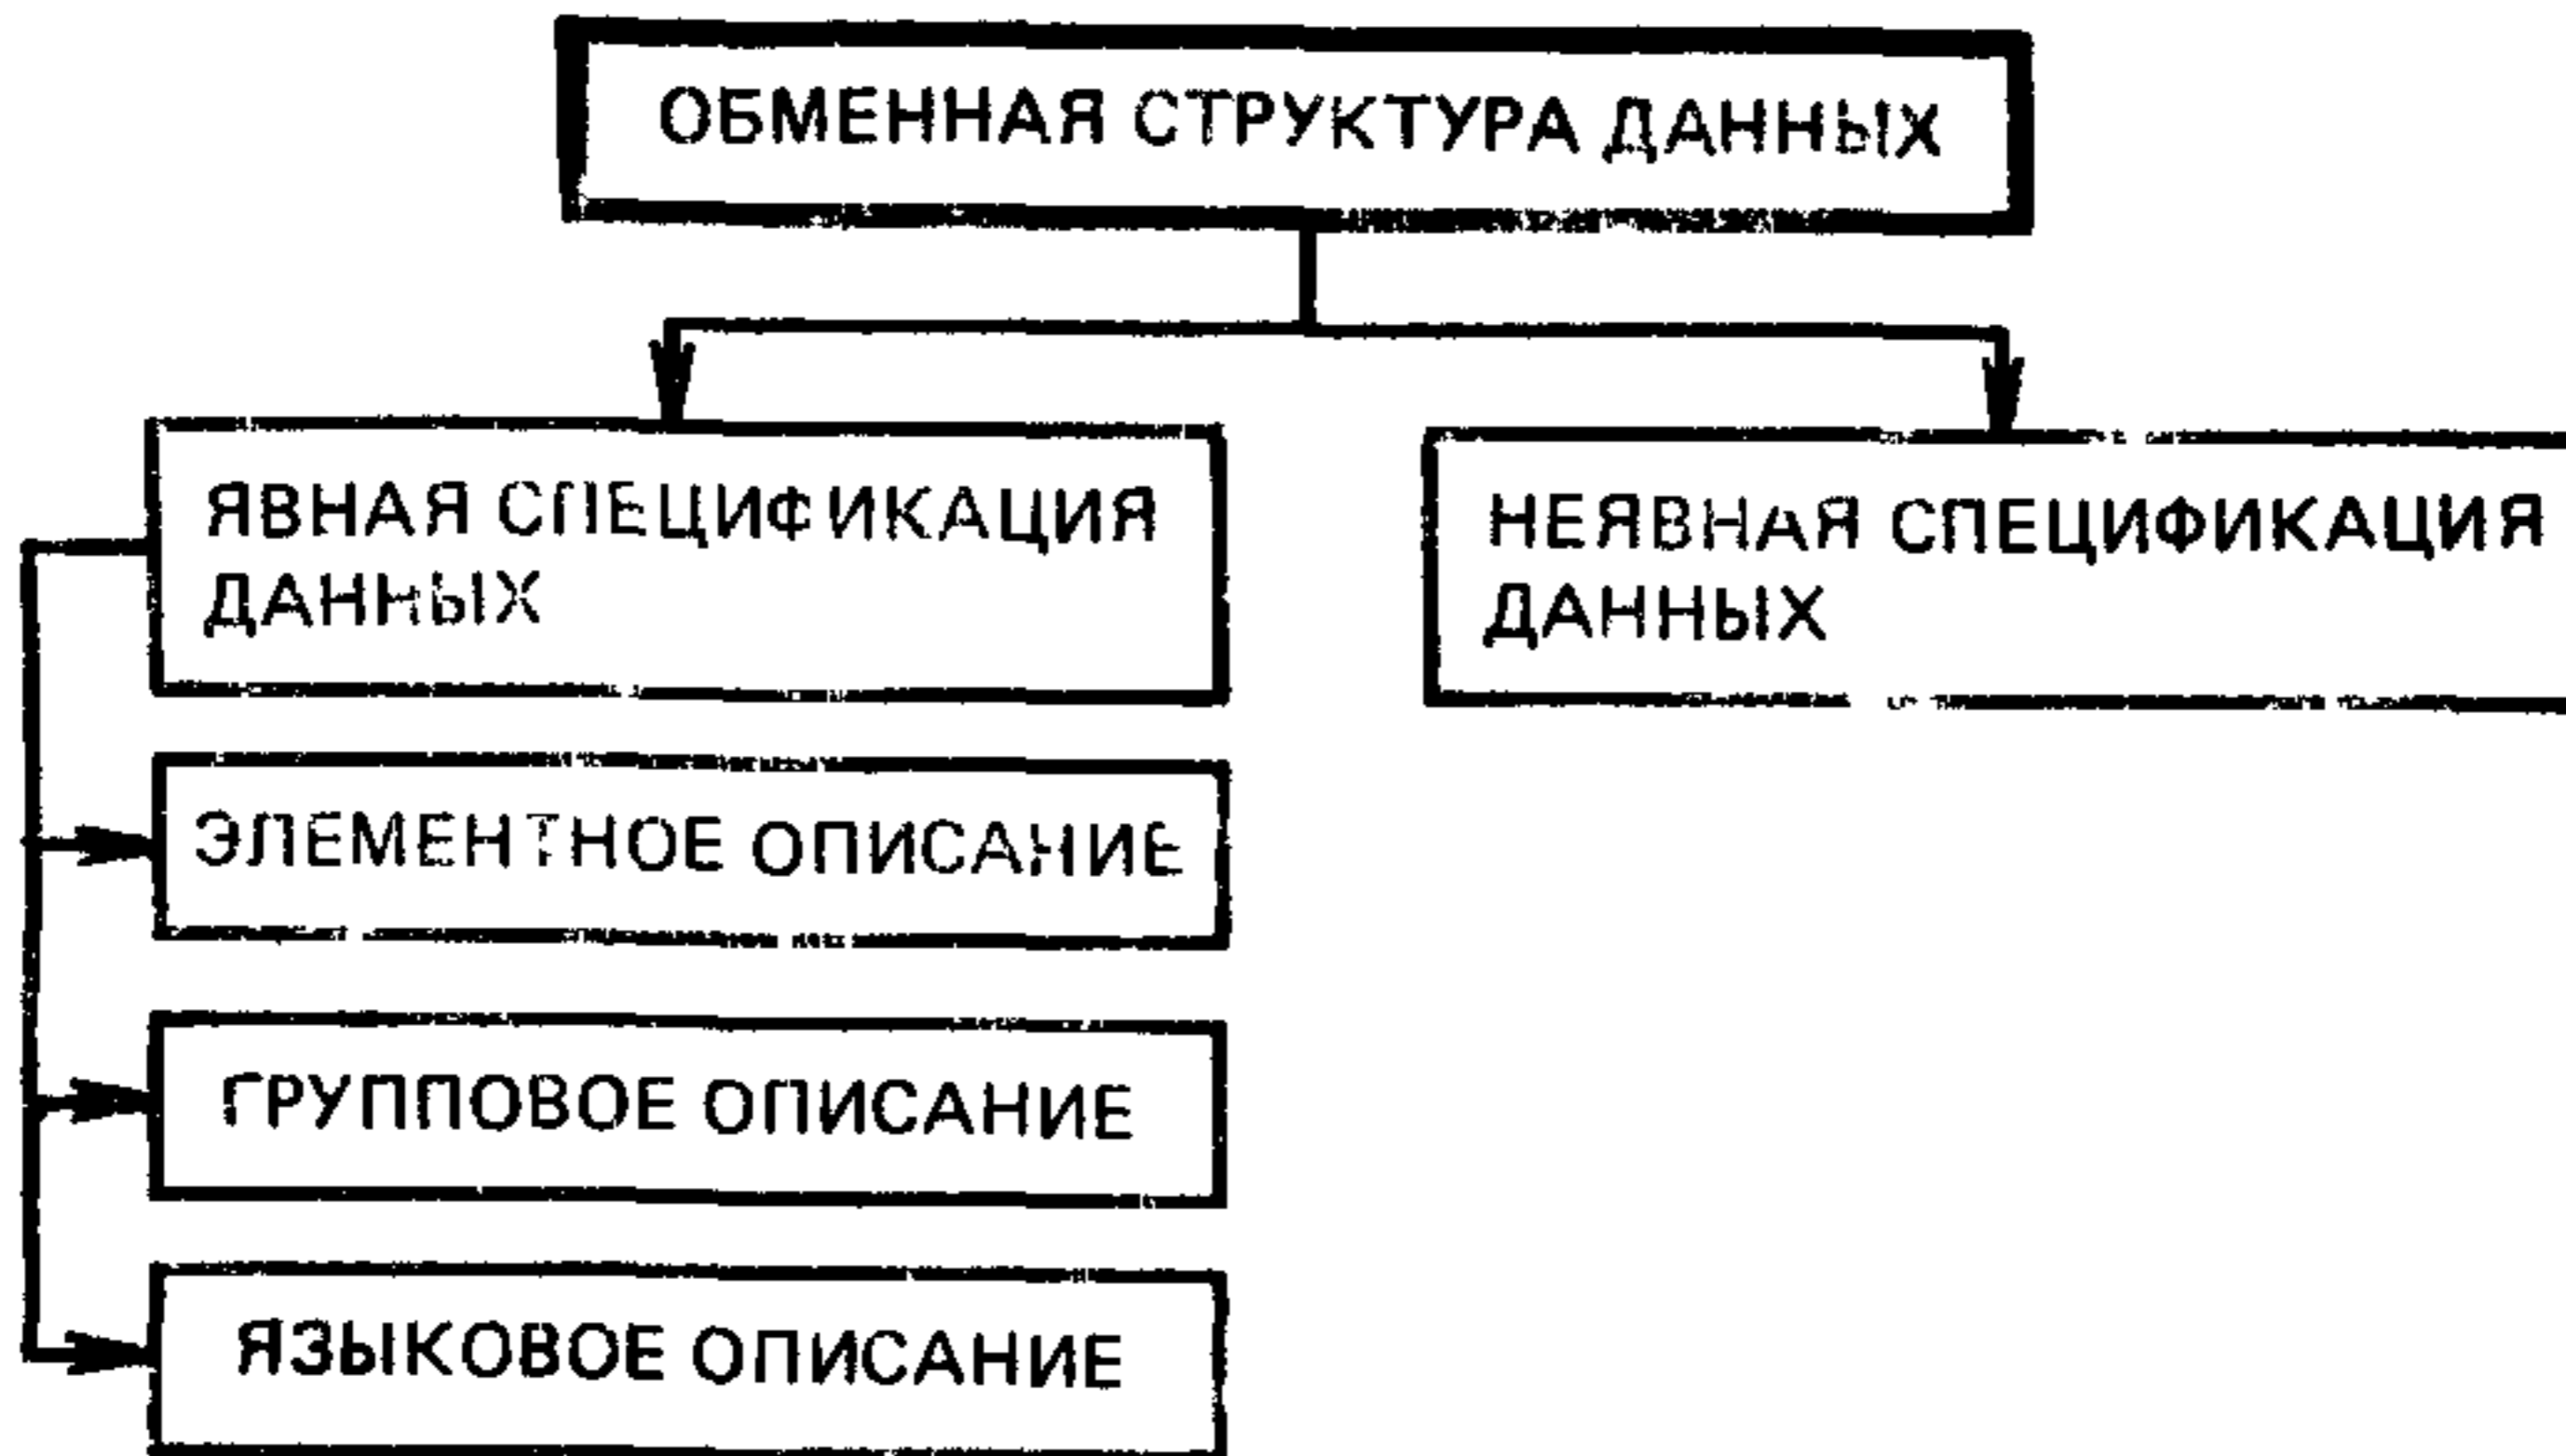 ОБМЕННАЯ СТРУКТУРА ДАННЫХ
ЯВНАЯ СПЕЦИФИКАЦИЯ
ДАННЫХ
НЕЯВНАЯ СПЕЦИФИКАЦИЯ
ДАННЫХ
ЭЛЕМЕНТНОЕ ОПИСАНИЕ
ГРУППОВОЕ ОПИСАНИЕ
ЯЗЫКОВОЕ ОПИСАНИЕ